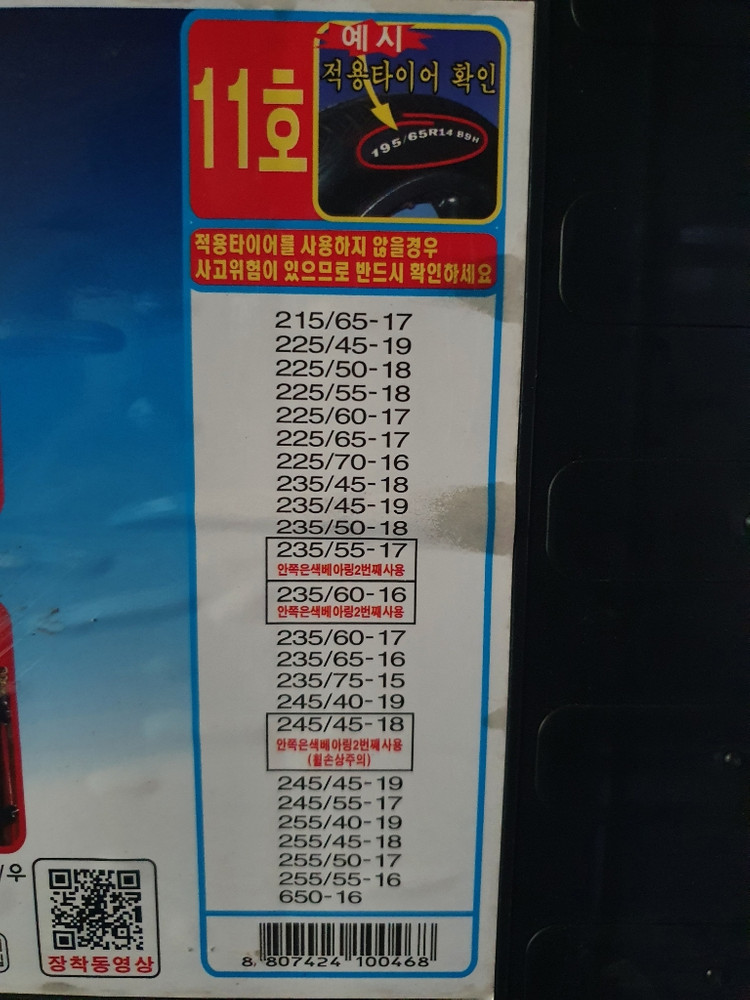 11호
예시
적용타이어 확인
195/65R14 89H
적용타이어를 사용하지 않을경우
사고위험이 있으므로 반드시 확인하세요
215/65-17
225/45-19
225/50-18
225/55-18
225/60-17
225/65-17
225/70-16
235/45-18
235/45-19
235/50-18
235/55-17
안쪽은색베아링2번째사용
235/60-16
안쪽은색베아링2번째사용
235/60-17
235/65-16
235/75-15
245/40-19
245/45-18
안쪽은색베아링2번째사용
(휠손상주의)
245/45-19
245/55-17
255/40-19
255/45-18
255/50-17
255/55-16
650-16
/우
장착동영상
8 807424 100468